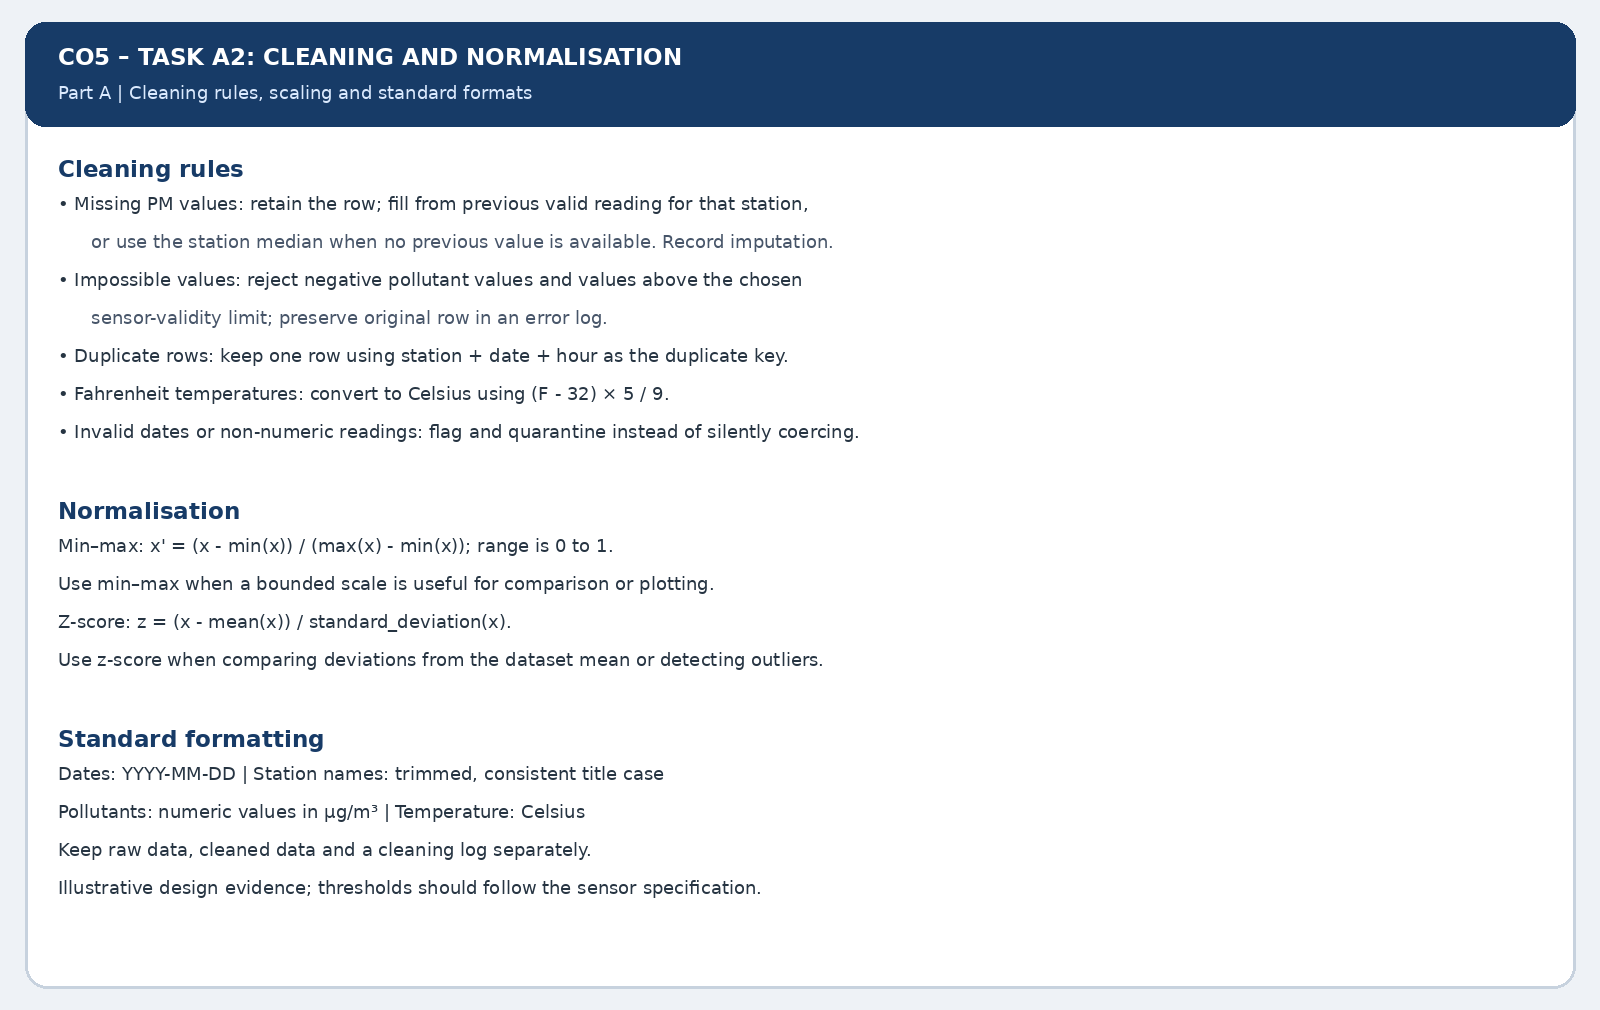 CO5 – TASK A2: CLEANING AND NORMALISATION
Part A | Cleaning rules, scaling and standard formats
Cleaning rules
• Missing PM values: retain the row; fill from previous valid reading for that station,
or use the station median when no previous value is available. Record imputation.
• Impossible values: reject negative pollutant values and values above the chosen
sensor-validity limit; preserve original row in an error log.
• Duplicate rows: keep one row using station + date + hour as the duplicate key.
• Fahrenheit temperatures: convert to Celsius using (F - 32) × 5 / 9.
• Invalid dates or non-numeric readings: flag and quarantine instead of silently coercing.
Normalisation
Min–max: x' = (x - min(x)) / (max(x) - min(x)); range is 0 to 1.
Use min–max when a bounded scale is useful for comparison or plotting.
Z-score: z = (x - mean(x)) / standard_deviation(x).
Use z-score when comparing deviations from the dataset mean or detecting outliers.
Standard formatting
Dates: YYYY-MM-DD | Station names: trimmed, consistent title case
Pollutants: numeric values in µg/m³ | Temperature: Celsius
Keep raw data, cleaned data and a cleaning log separately.
Illustrative design evidence; thresholds should follow the sensor specification.